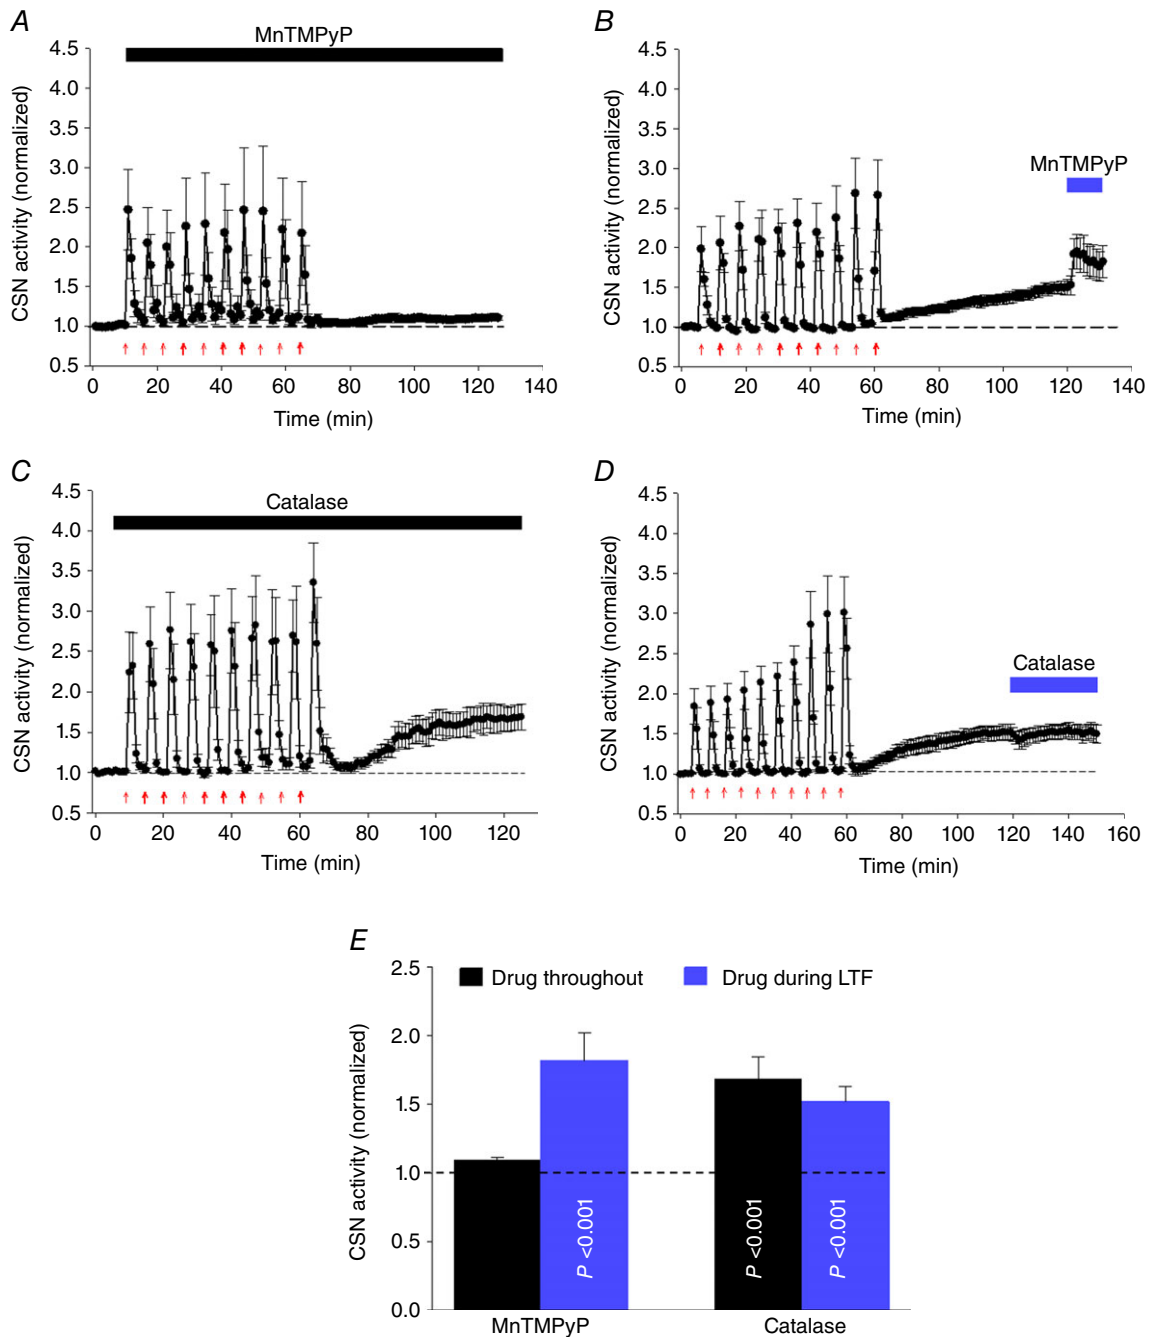 A
MnTMPyP
CSN activity (normalized)
4.5
4.0
3.5
3.0
2.5
2.0
1.5
1.0
0.5
0 20 40 60 80 100 120 140
Time (min)
B
MnTMPyP
CSN activity (normalized)
4.5
4.0
3.5
3.0
2.5
2.0
1.5
1.0
0.5
0 20 40 60 80 100 120 140
Time (min)
C
Catalase
CSN activity (normalized)
4.5
4.0
3.5
3.0
2.5
2.0
1.5
1.0
0.5
0 20 40 60 80 100 120
Time (min)
D
Catalase
CSN activity (normalized)
4.5
4.0
3.5
3.0
2.5
2.0
1.5
1.0
0.5
0 20 40 60 80 100 120 140 160
Time (min)
E
Drug throughout Drug during LTF
CSN activity (normalized)
2.5
2.0
1.5
1.0
0.5
0.0
P <0.001
P <0.001
P <0.001
MnTMPyP Catalase